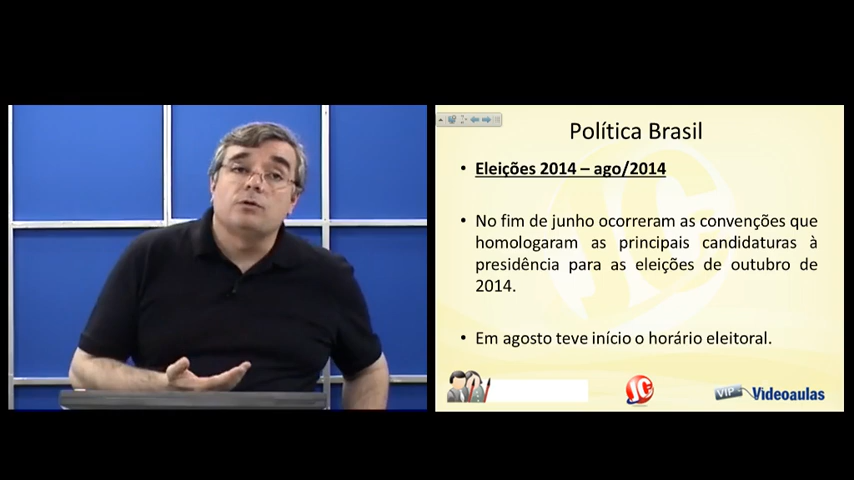 Política Brasil
• Eleições 2014 – ago/2014
• No fim de junho ocorreram as convenções que
homologaram as principais candidaturas à
presidência para as eleições de outubro de
2014.
• Em agosto teve início o horário eleitoral.
JC
VIP Videoaulas